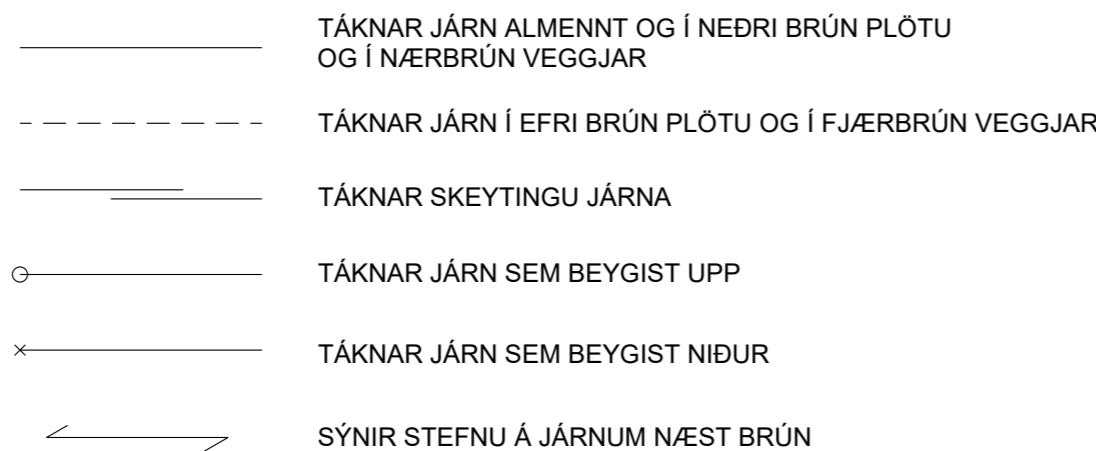 TÁKNAR JÁRN ALMENNT OG Í NEÐRI BRÚN PLÖTU
OG Í NÆRBRÚN VEGGJAR
TÁKNAR JÁRN Í EFRI BRÚN PLÖTU OG Í FJÆRBRÚN VEGGJAR
TÁKNAR SKEYTINGU JÁRNA
TÁKNAR JÁRN SEM BEYGIST UPP
TÁKNAR JÁRN SEM BEYGIST NIÐUR
SÝNIR STEFNU Á JÁRNUM NÆST BRÚN